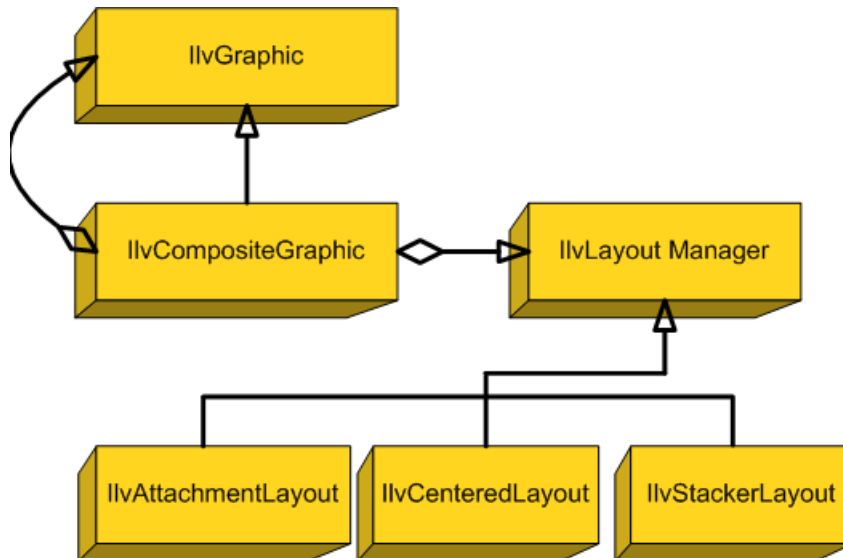 IlvGraphic
IlvCompositeGraphic
IlvLayout Manager
IlvAttachmentLayout
IlvCenteredLayout
IlvStackerLayout